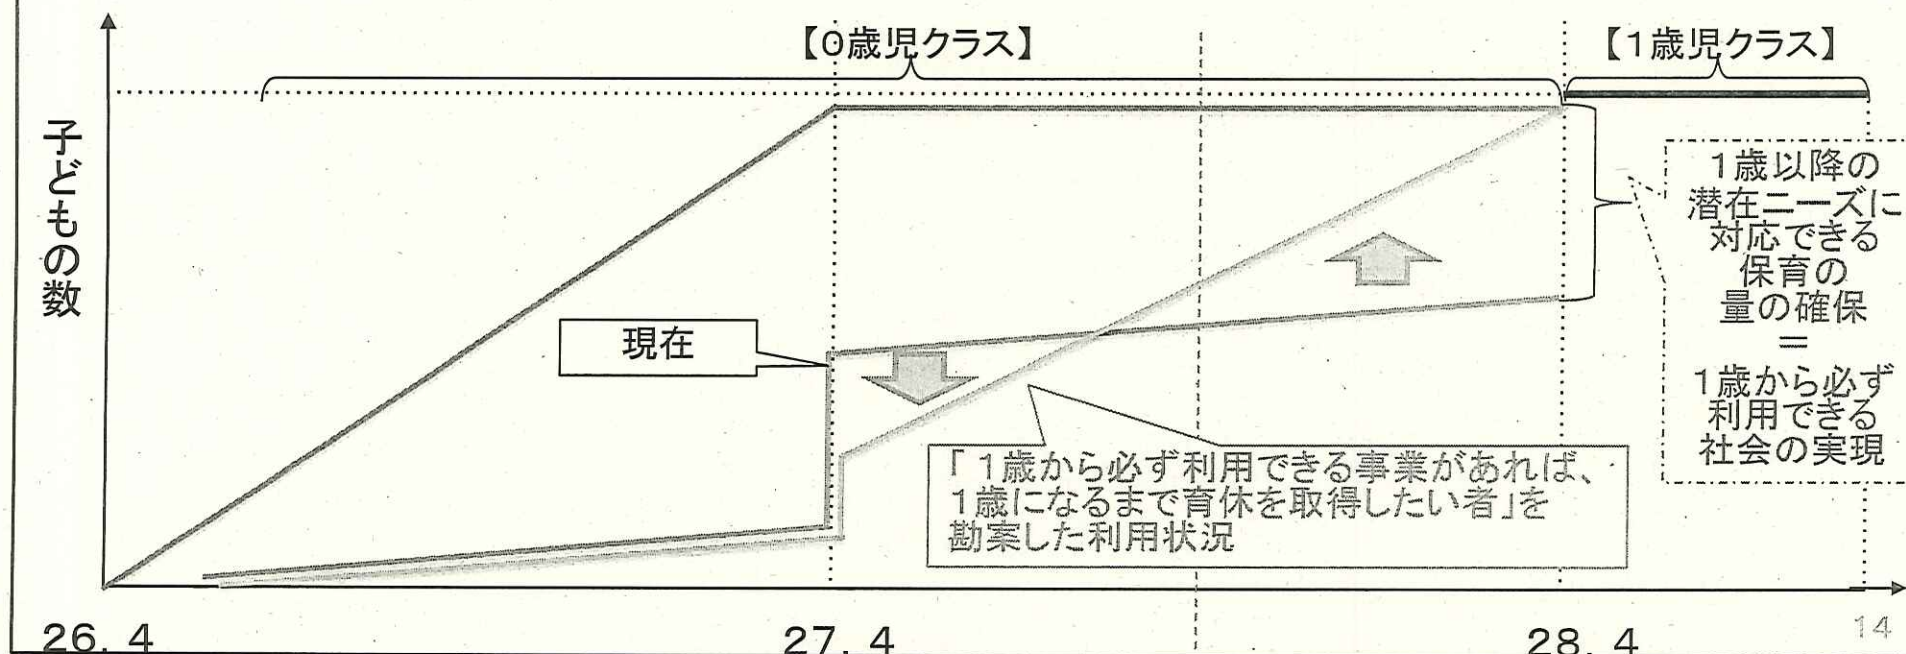 【0歳児クラス】
【1歳児クラス】
子どもの数
現在
「1歳から必ず利用できる事業があれば、
1歳になるまで育休を取得したい者」を
勘案した利用状況
1歳以降の
潜在ニーズに
対応できる
保育の
量の確保
=
1歳から必ず
利用できる
社会の実現
26.4
27.4
28.4
14